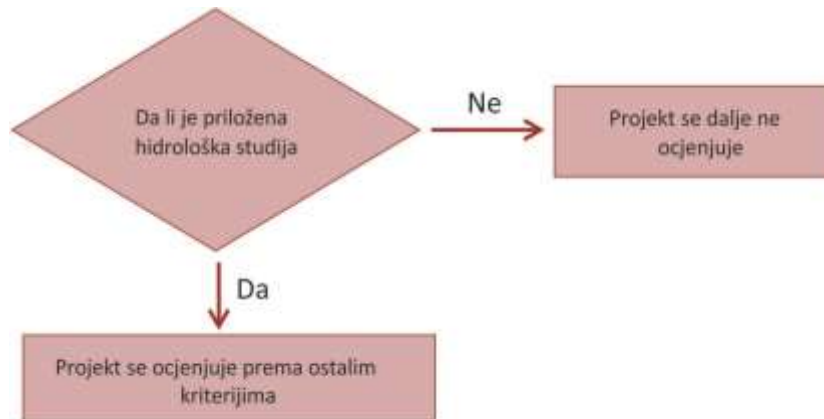 Da li je priložena
hidrološka studija
Ne
Projekt se dalje ne
ocjenjuje
Da
Projekt se ocjenjuje prema ostalim
kriterijima